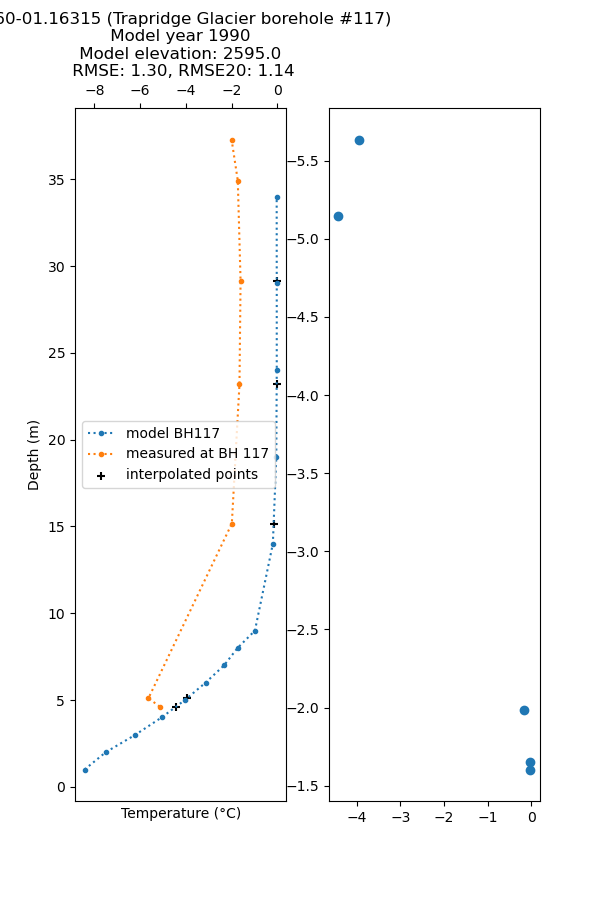 60-01.16315 (Trapridge Glacier borehole #117)
Model year 1990
Model elevation: 2595.0
RMSE: 1.30, RMSE20: 1.14
−8 −6 −4 −2 0
35
30
25
20
15
10
5
0
Depth (m)
model BH117
measured at BH 117
interpolated points
Temperature (°C)
−5.5
−5.0
−4.5
−4.0
−3.5
−3.0
−2.5
−2.0
−1.5
−4 −3 −2 −1 0